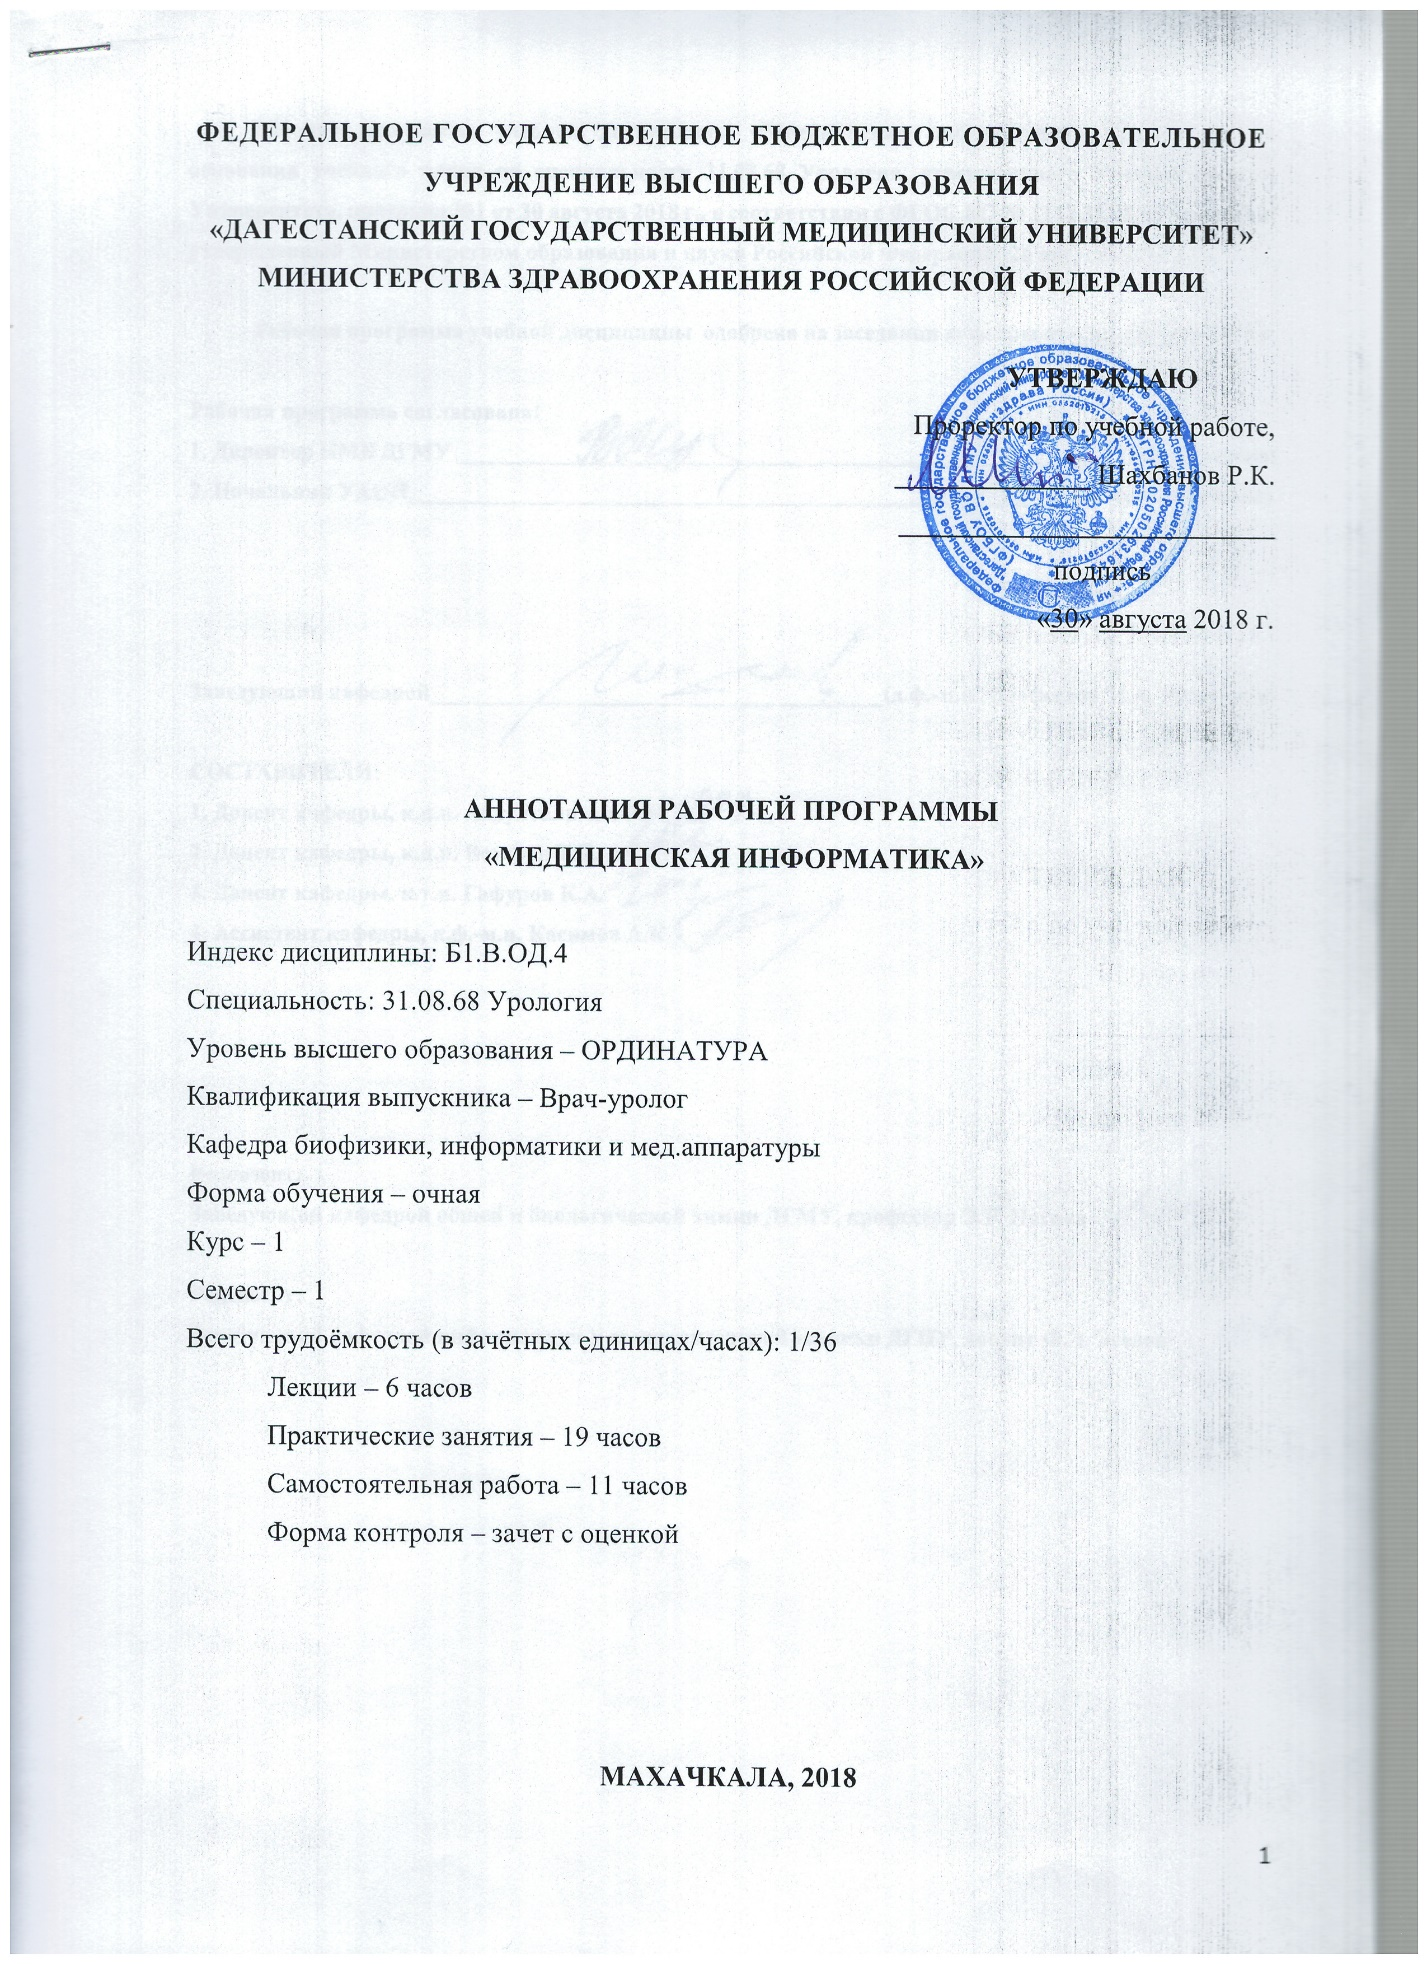 ФЕДЕРАЛЬНОЕ ГОСУДАРСТВЕННОЕ БЮДЖЕТНОЕ ОБРАЗОВАТЕЛЬНОЕ
УЧРЕЖДЕНИЕ ВЫСШЕГО ОБРАЗОВАНИЯ
«ДАГЕСТАНСКИЙ ГОСУДАРСТВЕННЫЙ МЕДИЦИНСКИЙ УНИВЕРСИТЕТ»
МИНИСТЕРСТВА ЗДРАВООХРАНЕНИЯ РОССИЙСКОЙ ФЕДЕРАЦИИ
УТВЕРЖДАЮ
Проректор по учебной работе,
Шахбанов Р.К.
подпись
«30» августа 2018 г.
АННОТАЦИЯ РАБОЧЕЙ ПРОГРАММЫ
«МЕДИЦИНСКАЯ ИНФОРМАТИКА»
Индекс дисциплины: Б1.В.ОД.4
Специальность: 31.08.68 Урология
Уровень высшего образования – ОРДИНАТУРА
Квалификация выпускника – Врач-уролог
Кафедра биофизики, информатики и мед.аппаратуры
Форма обучения – очная
Курс – 1
Семестр – 1
Всего трудоёмкость (в зачётных единицах/часах): 1/36
Лекции – 6 часов
Практические занятия – 19 часов
Самостоятельная работа – 11 часов
Форма контроля – зачет с оценкой
МАХАЧКАЛА, 2018
1